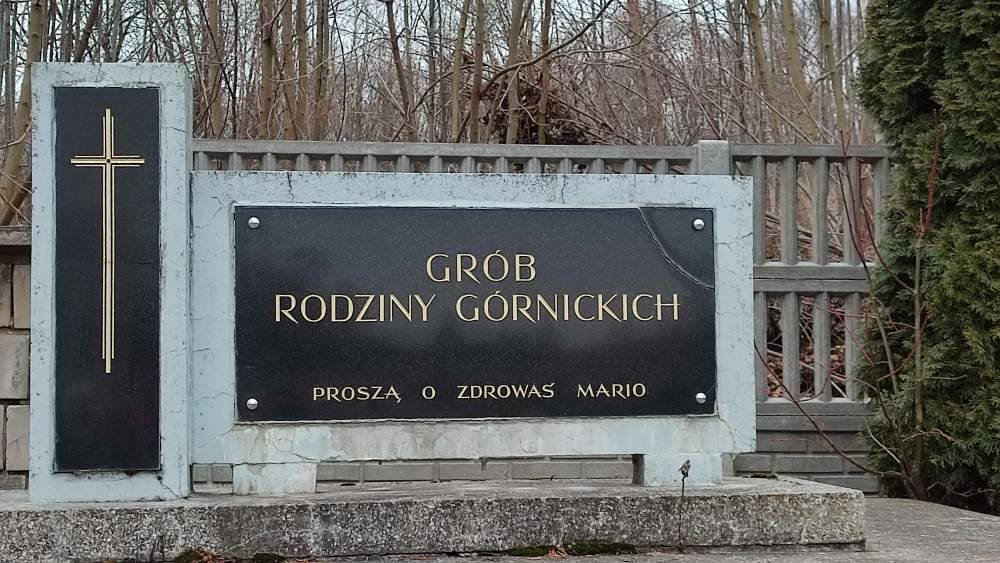 GRÓB
RODZINY GÓRNICKICH
PROSZĄ O ZDROWAŚ MARIO